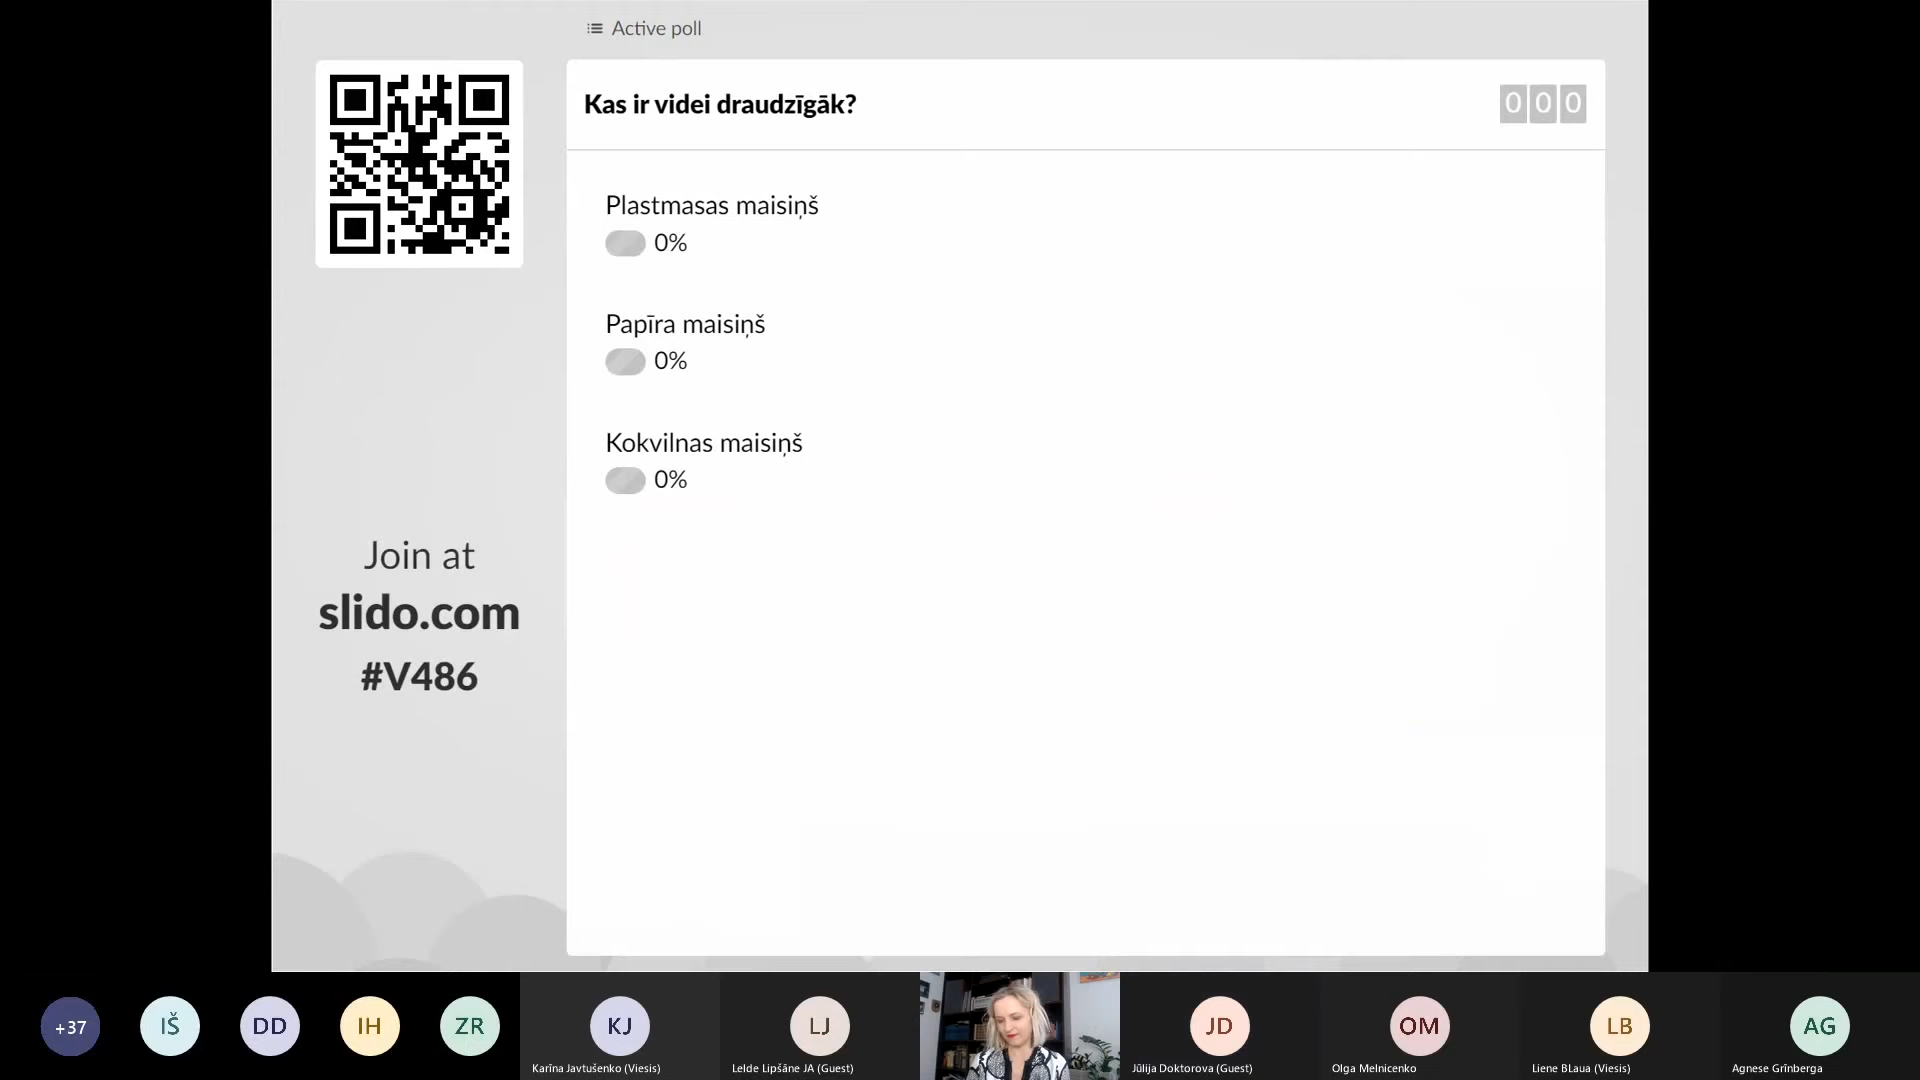 Active poll
Kas ir videi draudzīgāk?
000
Plastmasas maisiņš
0%
Papīra maisiņš
0%
Kokvilnas maisiņš
0%
Join at
slido.com
#V486
+37
IŠ
DD
IH
ZR
KJ
LJ
JD
OM
LB
AG
Karīna Javtušenko (Viesis)
Lelde Lipšāne JA (Guest)
Jūlija Doktorova (Guest)
Olga Melnicenko
Liene BLaua (Viesis)
Agnese Grīnberga